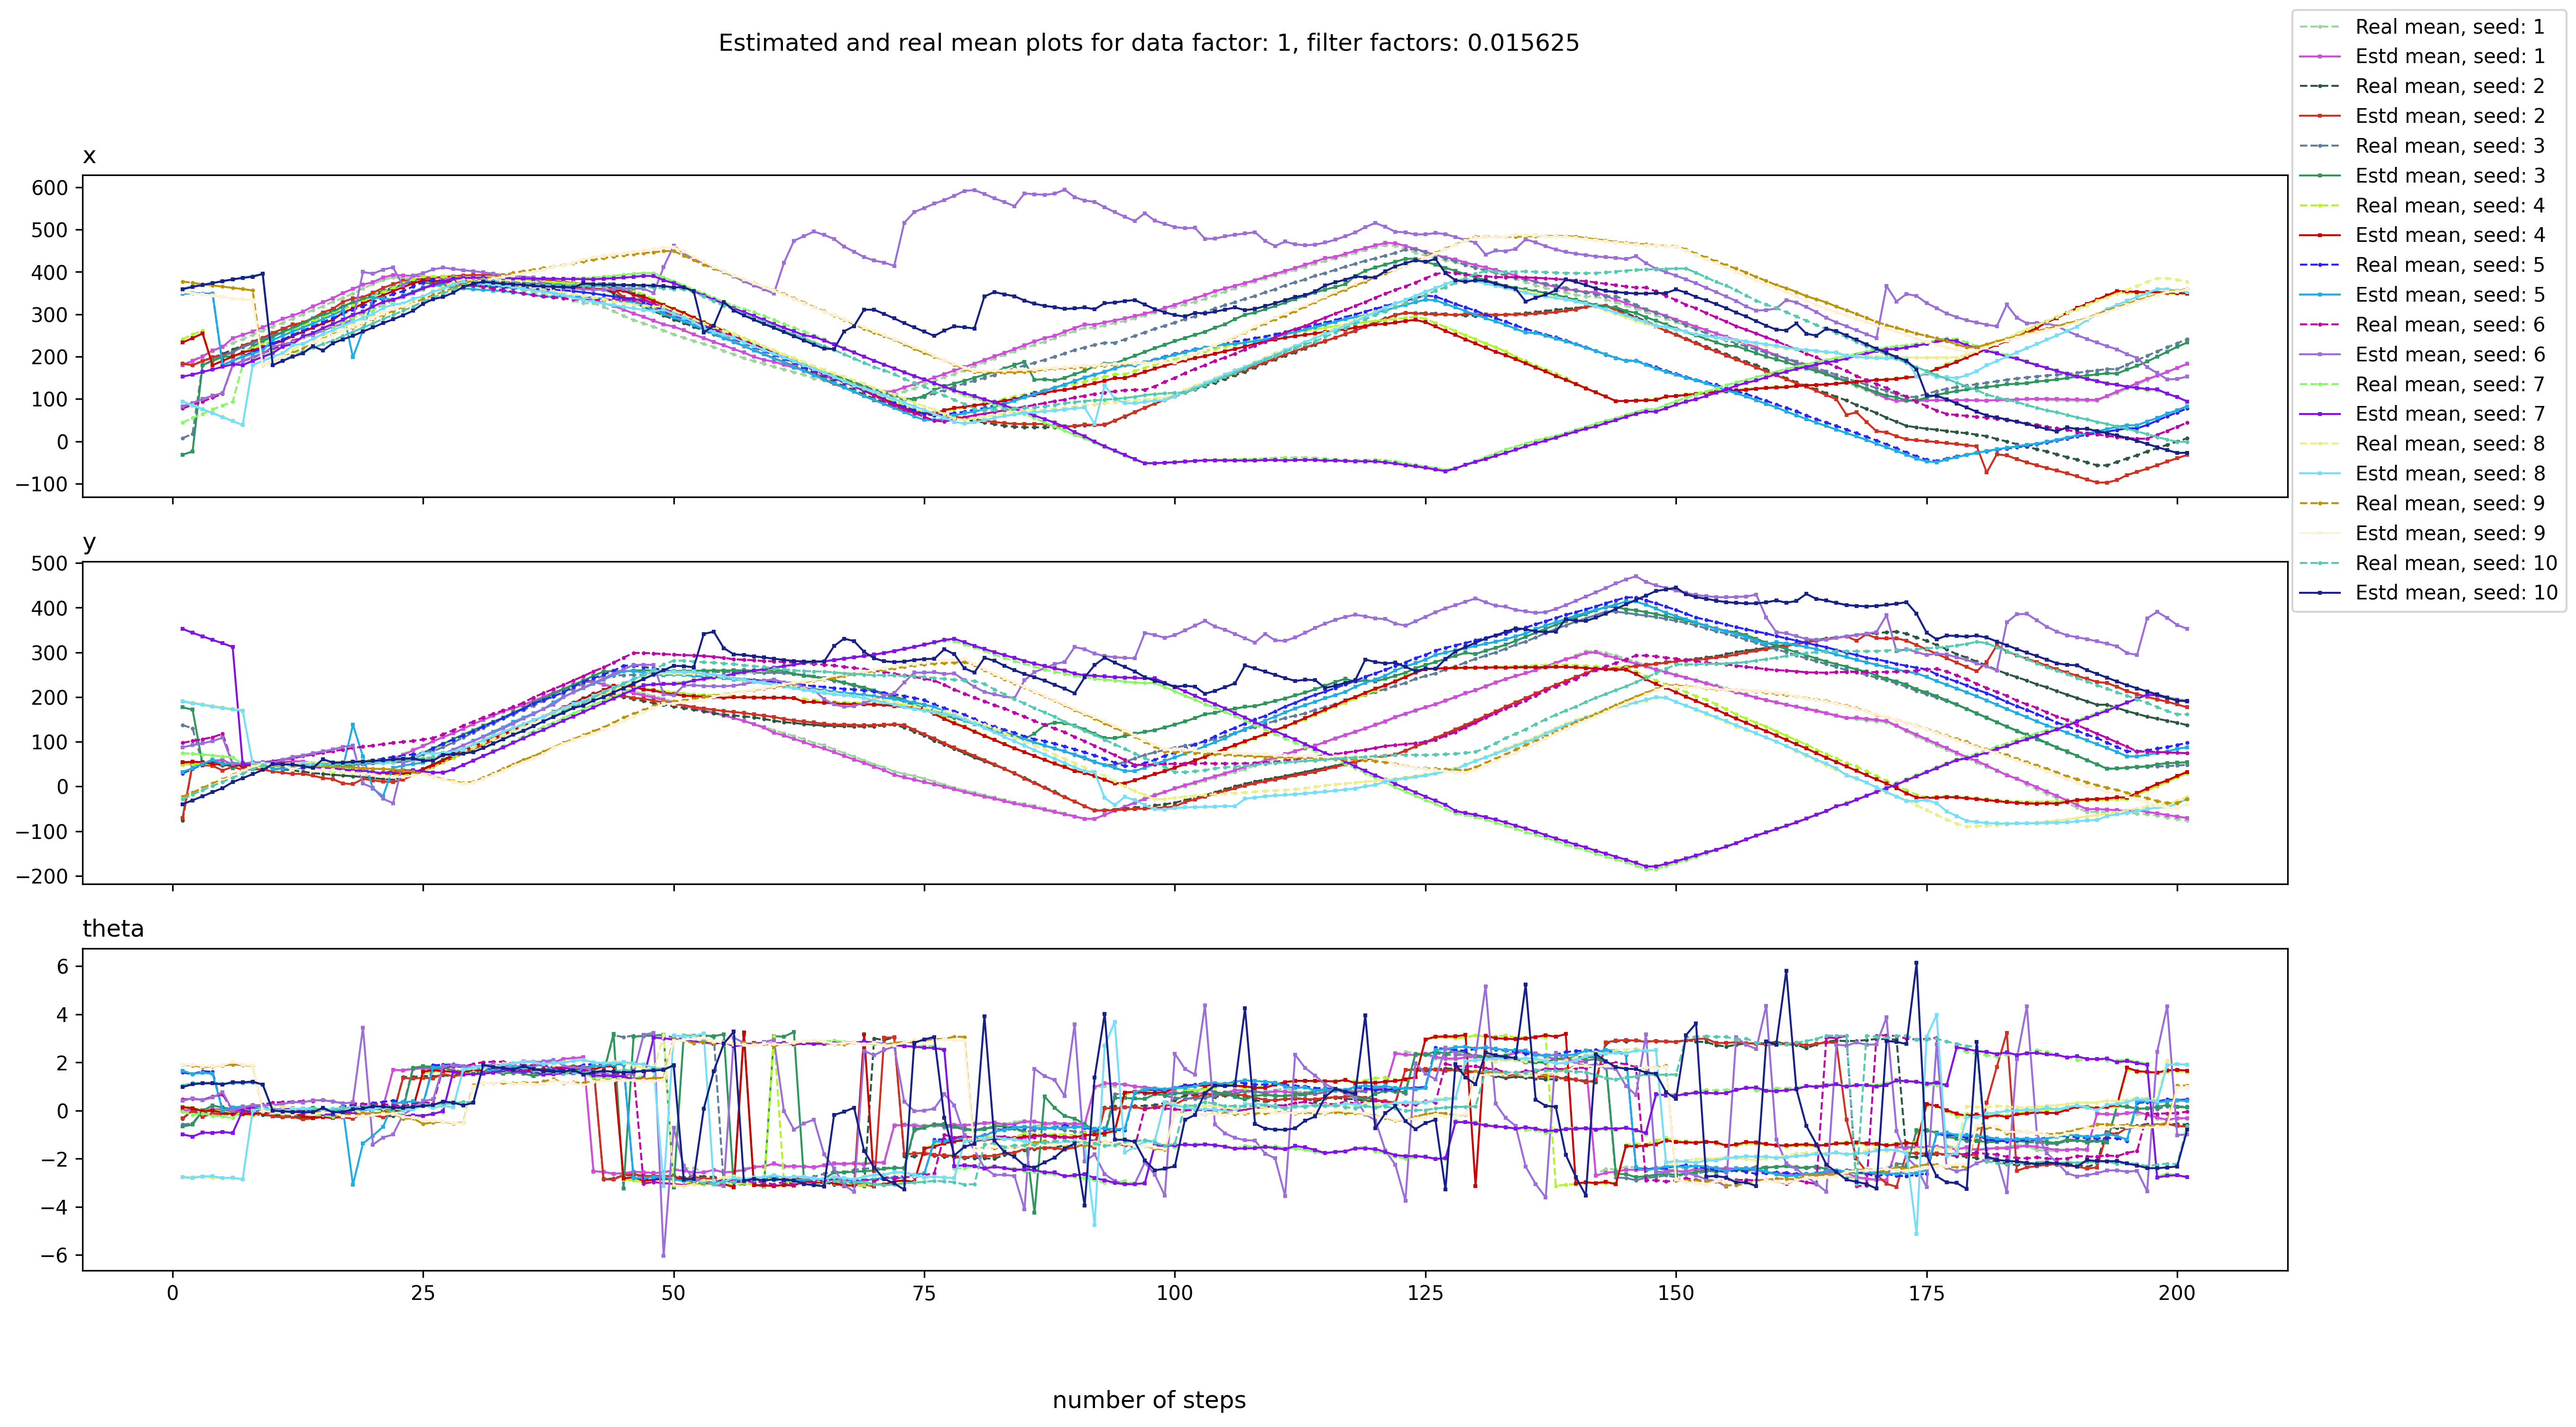 Estimated and real mean plots for data factor: 1, filter factors: 0.015625
Real mean, seed: 1
Estd mean, seed: 1
Real mean, seed: 2
Estd mean, seed: 2
Real mean, seed: 3
Estd mean, seed: 3
Real mean, seed: 4
Estd mean, seed: 4
Real mean, seed: 5
Estd mean, seed: 5
Real mean, seed: 6
Estd mean, seed: 6
Real mean, seed: 7
Estd mean, seed: 7
Real mean, seed: 8
Estd mean, seed: 8
Real mean, seed: 9
Estd mean, seed: 9
Real mean, seed: 10
Estd mean, seed: 10
x
600
500
400
300
200
100
0
−100
y
500
400
300
200
100
0
−100
−200
theta
6
4
2
0
−2
−4
−6
0 25 50 75 100 125 150 175 200
number of steps